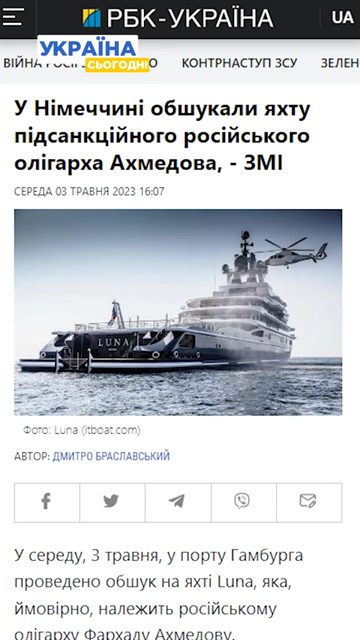 РБК-УКРАЇНА
UA
УКРАЇНА
СЬОГОДНІ
КОНТРНАСТУП ЗСУ
ЗЕЛЕН
У Німеччині обшукали яхту
підсанкційного російського
олігарха Ахмедова, - ЗМІ
СЕРЕДА 03 ТРАВНЯ 2023 16:07
LUNA
Фото: Luna (itboat.com)
АВТОР: ДМИТРО БРАСЛАВСЬКИЙ
У середу, 3 травня, у порту Гамбурга
проведено обшук на яхті Luna, яка,
ймовірно, належить російському
олігарху Фархаду Ахмедову.